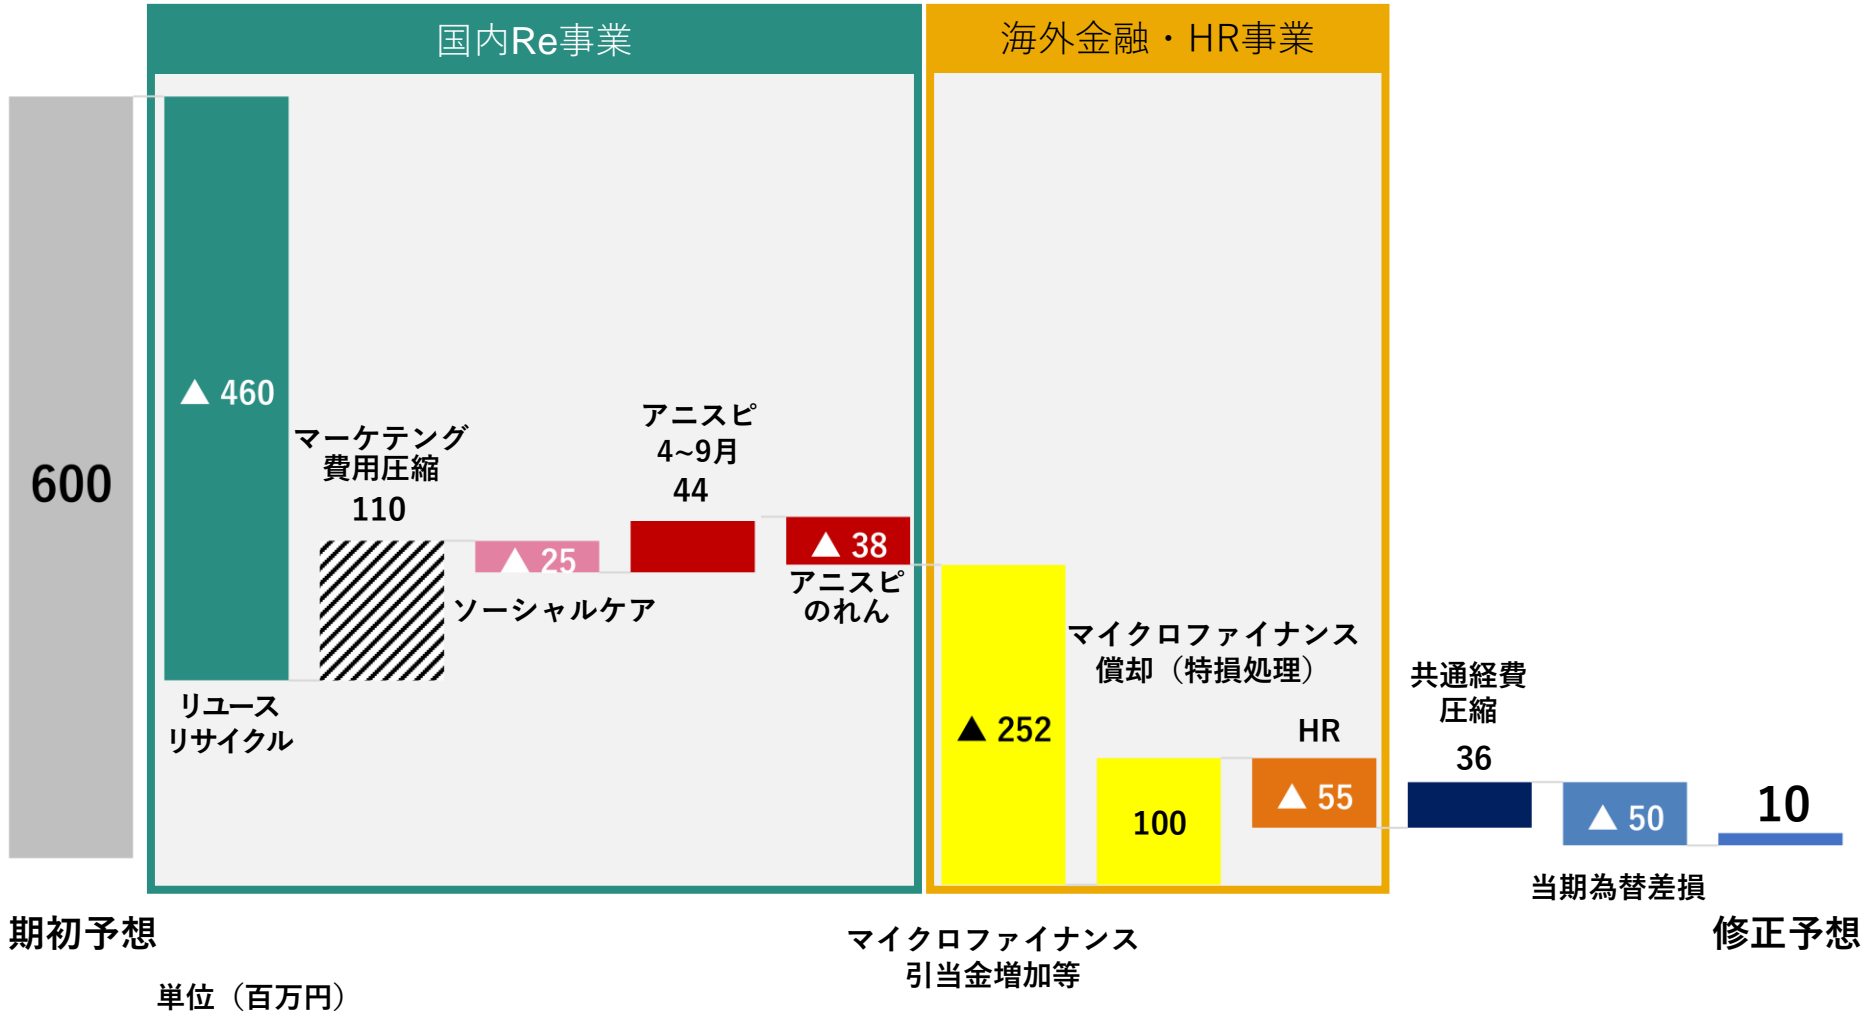 国内Re事業
海外金融・HR事業
600
▲ 460
リユース
リサイクル
マーケテング
費用圧縮
110
▲ 25
ソーシャルケア
アニスピ
4~9月
44
▲ 38
アニスピ
のれん
▲ 252
マイクロファイナンス
償却（特損処理）
100
HR
▲ 55
共通経費
圧縮
36
▲ 50
当期為替差損
10
期初予想
マイクロファイナンス
引当金増加等
修正予想
単位（百万円）